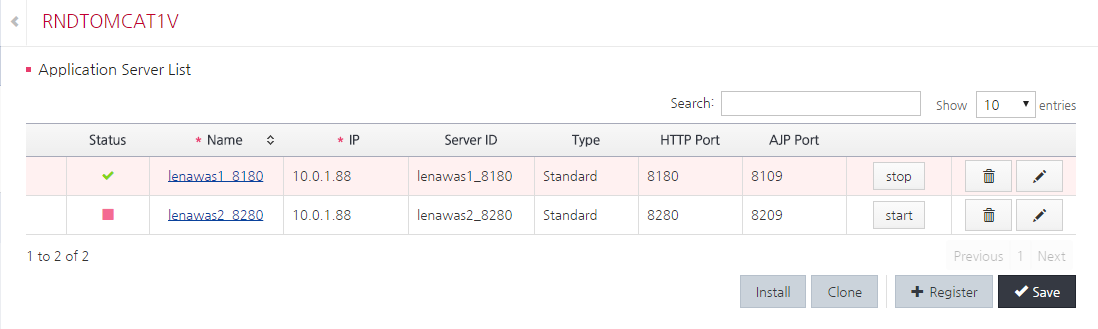 RNDTOMCAT1V
Application Server List
Search: Show 10 entries
Status * Name * IP Server ID Type HTTP Port AJP Port
lenawas1_8180 10.0.1.88 lenawas1_8180 Standard 8180 8109 stop
lenawas2_8280 10.0.1.88 lenawas2_8280 Standard 8280 8209 start
1 to 2 of 2 Previous 1 Next
Install Clone Register Save